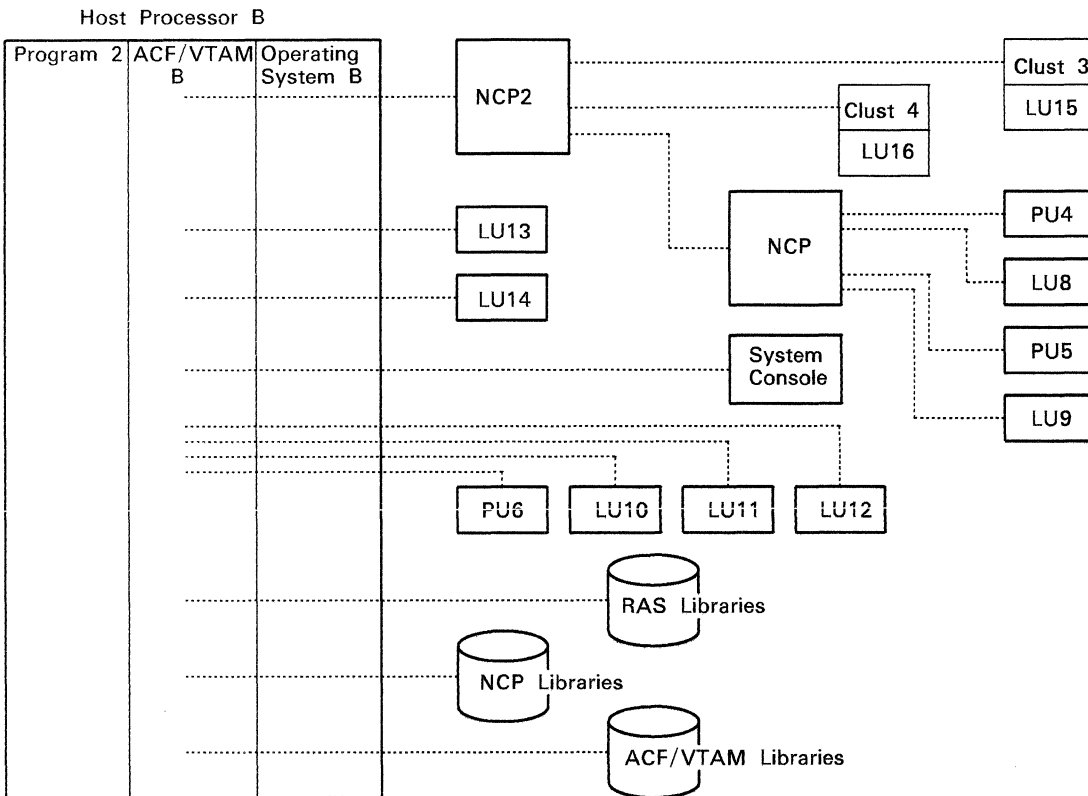 Host Processor B
Program 2
ACF/VTAM
B
Operating
System B
NCP2
Clust 3
LU15
Clust 4
LU16
LU13
LU14
NCP
PU4
LU8
PU5
LU9
System
Console
PU6
LU10
LU11
LU12
RAS Libraries
NCP Libraries
ACF/VTAM Libraries